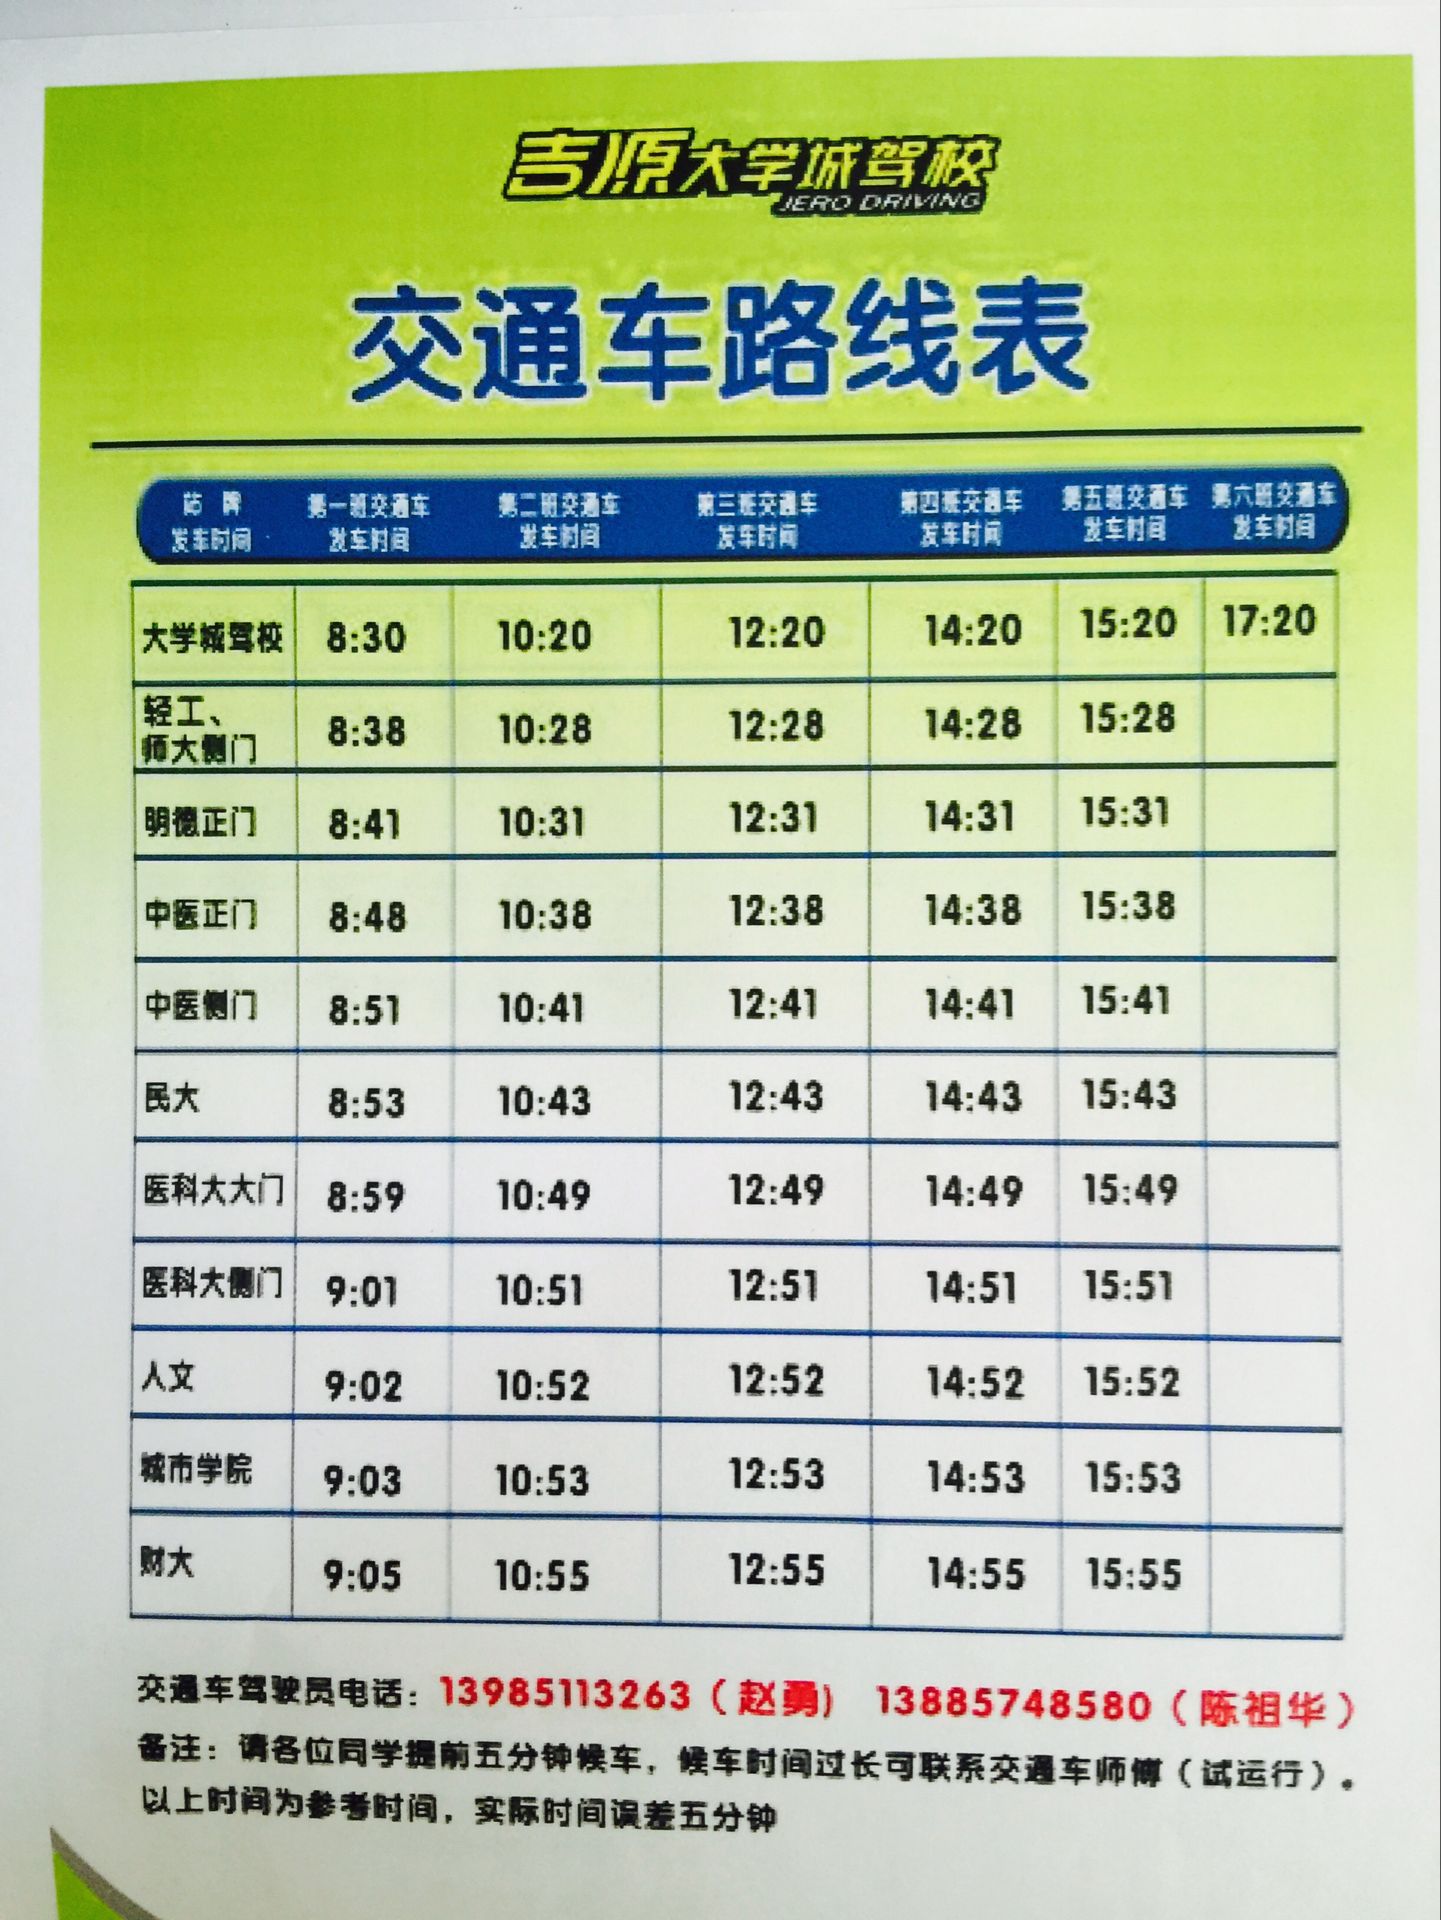 吉源大学城驾校
JERO DRIVING
交通车路线表
站牌 第一班交通车 第二班交通车 第三班交通车 第四班交通车 第五班交通车 第六班交通车
发车时间 发车时间 发车时间 发车时间 发车时间 发车时间 发车时间
大学城驾校 8:30 10:20 12:20 14:20 15:20 17:20
轻工、
师大侧门 8:38 10:28 12:28 14:28 15:28
明德正门 8:41 10:31 12:31 14:31 15:31
中医正门 8:48 10:38 12:38 14:38 15:38
中医侧门 8:51 10:41 12:41 14:41 15:41
民大 8:53 10:43 12:43 14:43 15:43
医科大大门 8:59 10:49 12:49 14:49 15:49
医科大侧门 9:01 10:51 12:51 14:51 15:51
人文 9:02 10:52 12:52 14:52 15:52
城市学院 9:03 10:53 12:53 14:53 15:53
财大 9:05 10:55 12:55 14:55 15:55
交通车驾驶员电话：13985113263（赵勇） 13885748580（陈祖华）
备注：请各位同学提前五分钟候车，候车时间过长可联系交通车师傅（试运行）。
以上时间为参考时间，实际时间误差五分钟